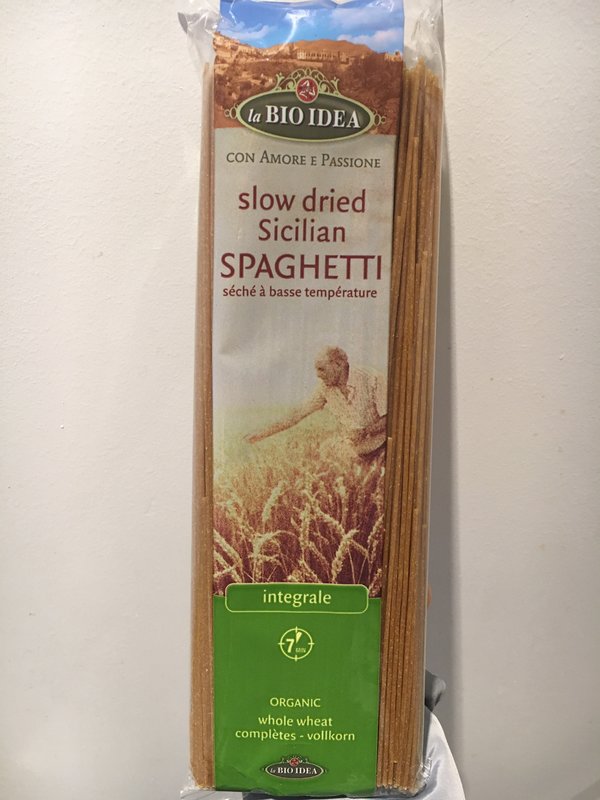 la BIO IDEA
CON AMORE E PASSIONE
slow dried
Sicilian
SPAGHETTI
séché à basse température
integrale
7 MIN
ORGANIC
whole wheat
complètes - vollkorn
la BIO IDEA